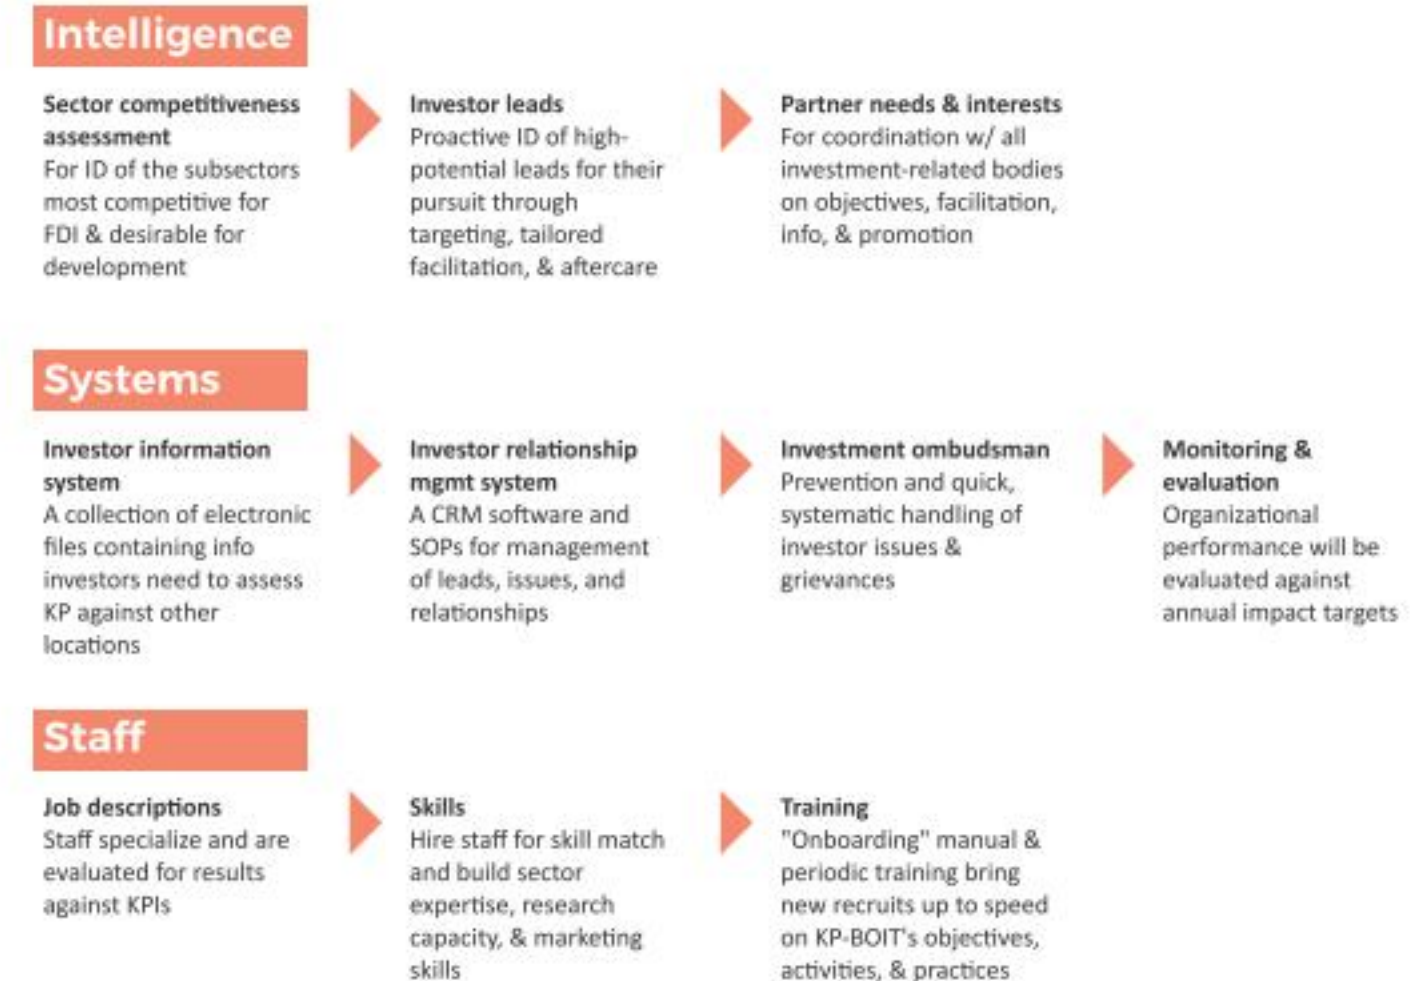 Intelligence
Sector competitiveness
assessment
For ID of the subsectors
most competitive for
FDI & desirable for
development
Investor leads
Proactive ID of high-
potential leads for their
pursuit through
targeting, tailored
facilitation, & aftercare
Partner needs & interests
For coordination w/ all
investment-related bodies
on objectives, facilitation,
info, & promotion
Systems
Investor information
system
A collection of electronic
files containing info
investors need to assess
KP against other
locations
Investor relationship
mgmt system
A CRM software and
SOPs for management
of leads, issues, and
relationships
Investment ombudsman
Prevention and quick,
systematic handling of
investor issues &
grievances
Monitoring &
evaluation
Organizational
performance will be
evaluated against
annual impact targets
Staff
Job descriptions
Staff specialize and are
evaluated for results
against KPIs
Skills
Hire staff for skill match
and build sector
expertise, research
capacity, & marketing
skills
Training
"Onboarding" manual &
periodic training bring
new recruits up to speed
on KP-BOIT's objectives,
activities, & practices